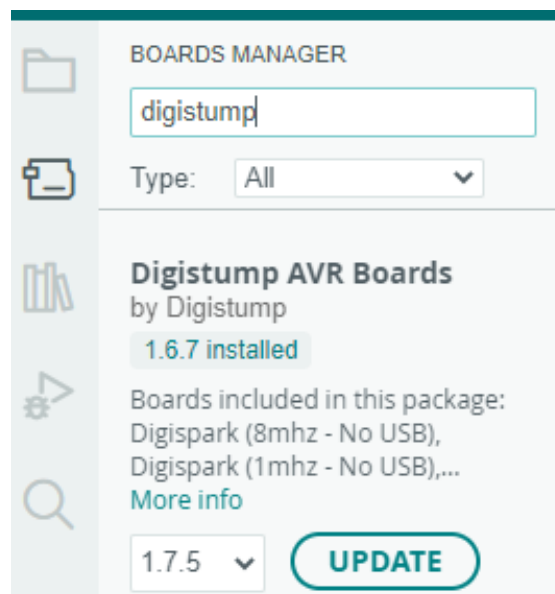 BOARDS MANAGER
digistump
Type: All
Digistump AVR Boards
by Digistump
1.6.7 installed
Boards included in this package:
Digispark (8mhz - No USB),
Digispark (1mhz - No USB),...
More info
1.7.5 UPDATE